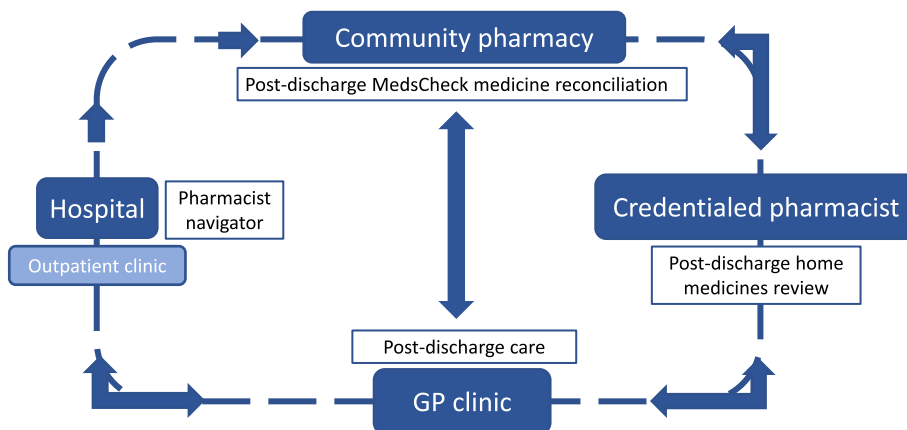 Community pharmacy
Post-discharge MedsCheck medicine reconciliation
Hospital
Pharmacist
navigator
Outpatient clinic
Credentialed pharmacist
Post-discharge home
medicines review
Post-discharge care
GP clinic